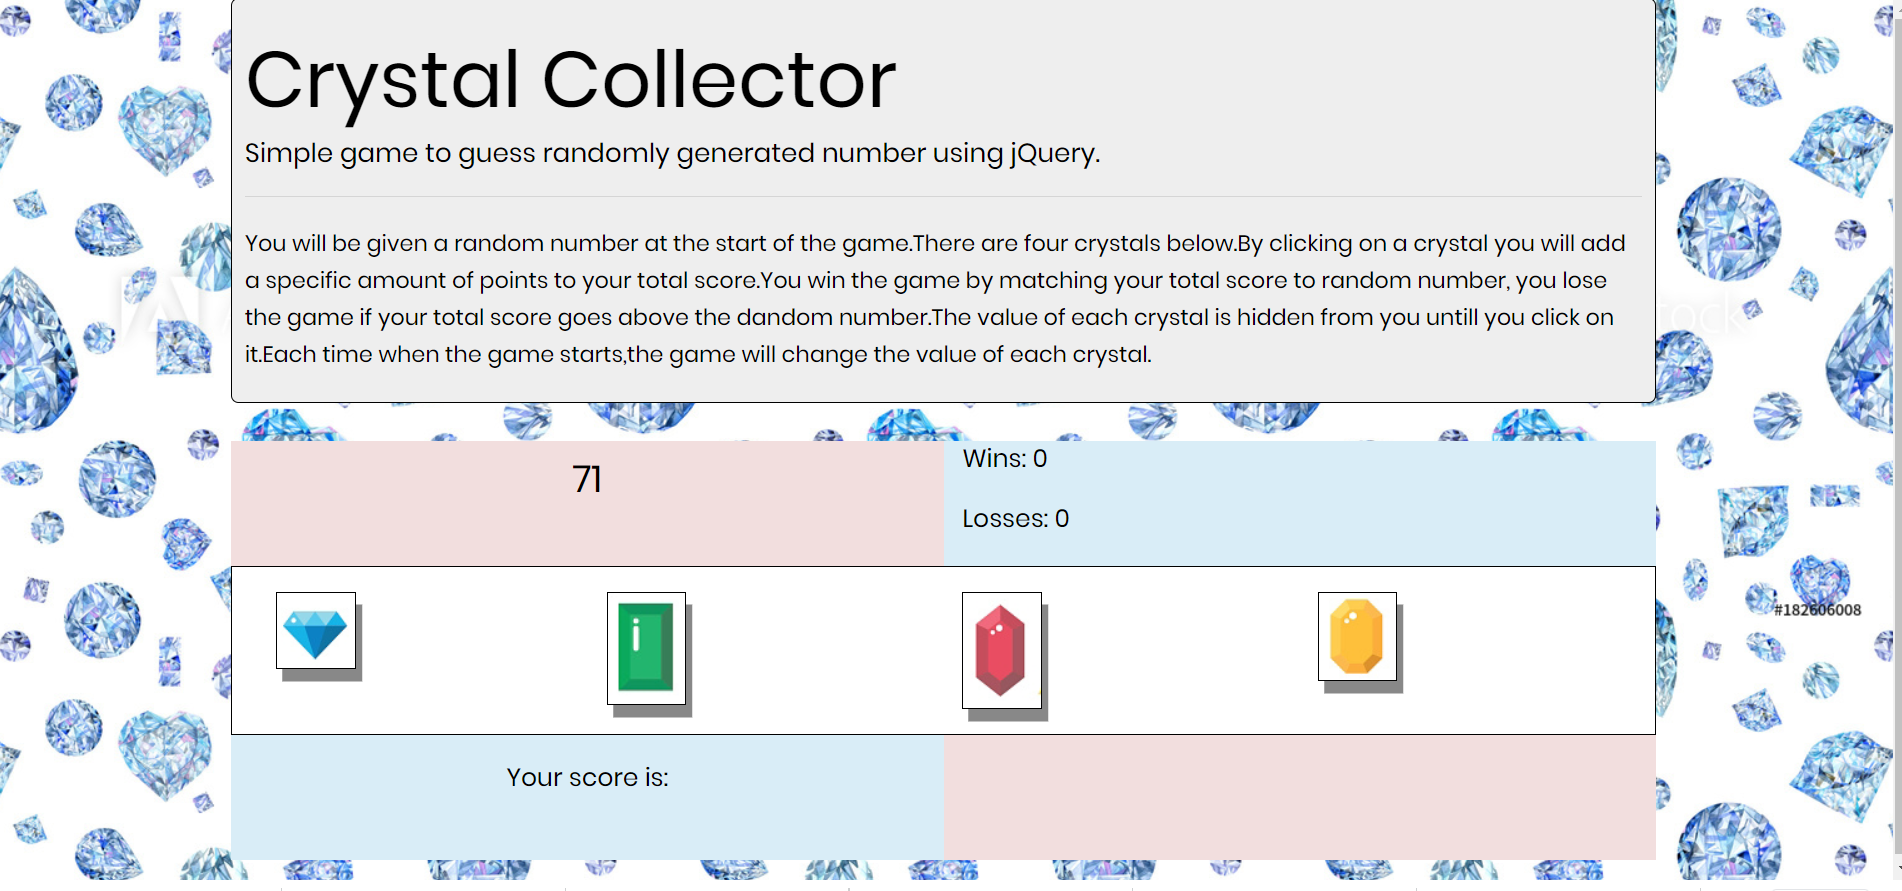 Crystal Collector
Simple game to guess randomly generated number using jQuery.
You will be given a random number at the start of the game.There are four crystals below.By clicking on a crystal you will add
a specific amount of points to your total score.You win the game by matching your total score to random number, you lose
the game if your total score goes above the dandom number.The value of each crystal is hidden from you untill you click on
it.Each time when the game starts,the game will change the value of each crystal.
71
Wins: 0
Losses: 0
#182606008
Your score is: